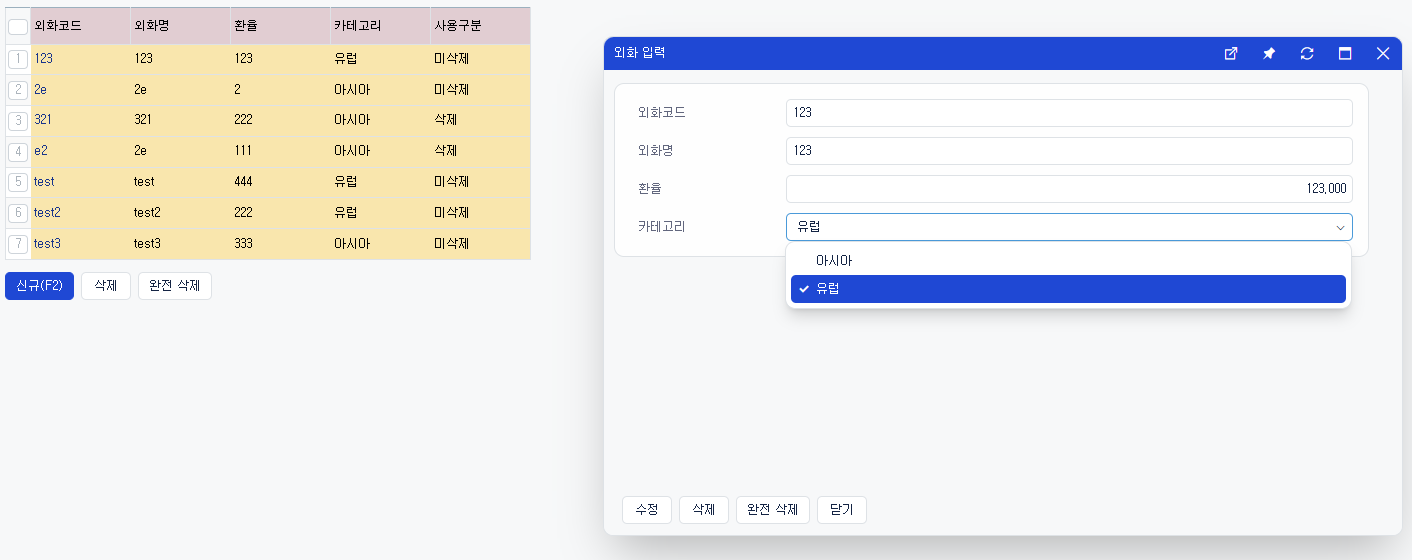 외화코드 외화명 환율 카테고리 사용구분
1 123 123 123 유럽 미삭제
2 2e 2e 2 아시아 미삭제
3 321 321 222 아시아 삭제
4 e2 2e 111 아시아 삭제
5 test test 444 유럽 미삭제
6 test2 test2 222 유럽 미삭제
7 test3 test3 333 아시아 미삭제
신규(F2) 삭제 완전 삭제
외화 입력
외화코드 123
외화명 123
환율 123,000
카테고리 유럽
아시아
유럽
수정 삭제 완전 삭제 닫기